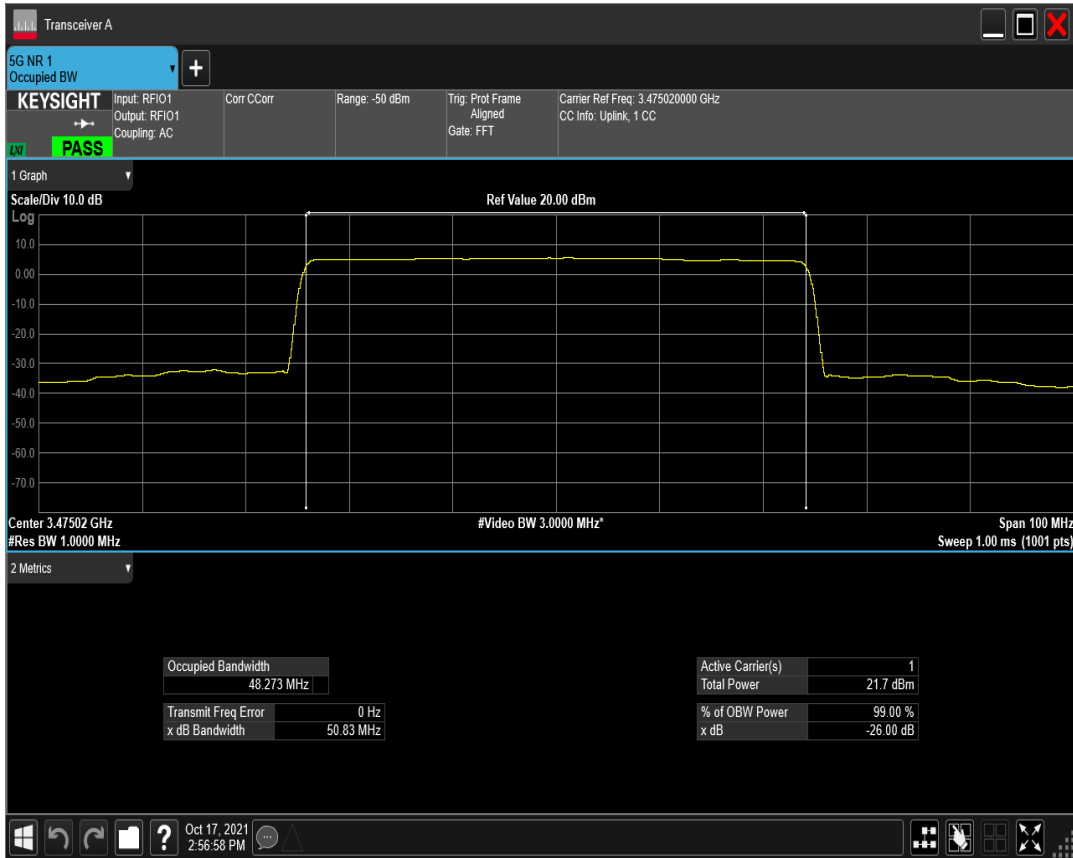 Transceiver A
5G NR 1
Occupied BW
+
KEYSIGHT
LXI
PASS
Input: RFIO1
Output: RFIO1
Coupling: AC
Corr CCorr
Range: -50 dBm
Trig: Prot Frame
Aligned
Gate: FFT
Carrier Ref Freq: 3.475020000 GHz
CC Info: Uplink, 1 CC
1 Graph
Scale/Div 10.0 dB
Ref Value 20.00 dBm
Log
10.0
0.00
-10.0
-20.0
-30.0
-40.0
-50.0
-60.0
-70.0
Center 3.47502 GHz
#Video BW 3.0000 MHz*
Span 100 MHz
#Res BW 1.0000 MHz
Sweep 1.00 ms (1001 pts)
2 Metrics
Occupied Bandwidth
48.273 MHz
Transmit Freq Error 0 Hz
x dB Bandwidth 50.83 MHz
Active Carrier(s) 1
Total Power 21.7 dBm
% of OBW Power 99.00 %
x dB -26.00 dB
?
Oct 17, 2021
2:56:58 PM